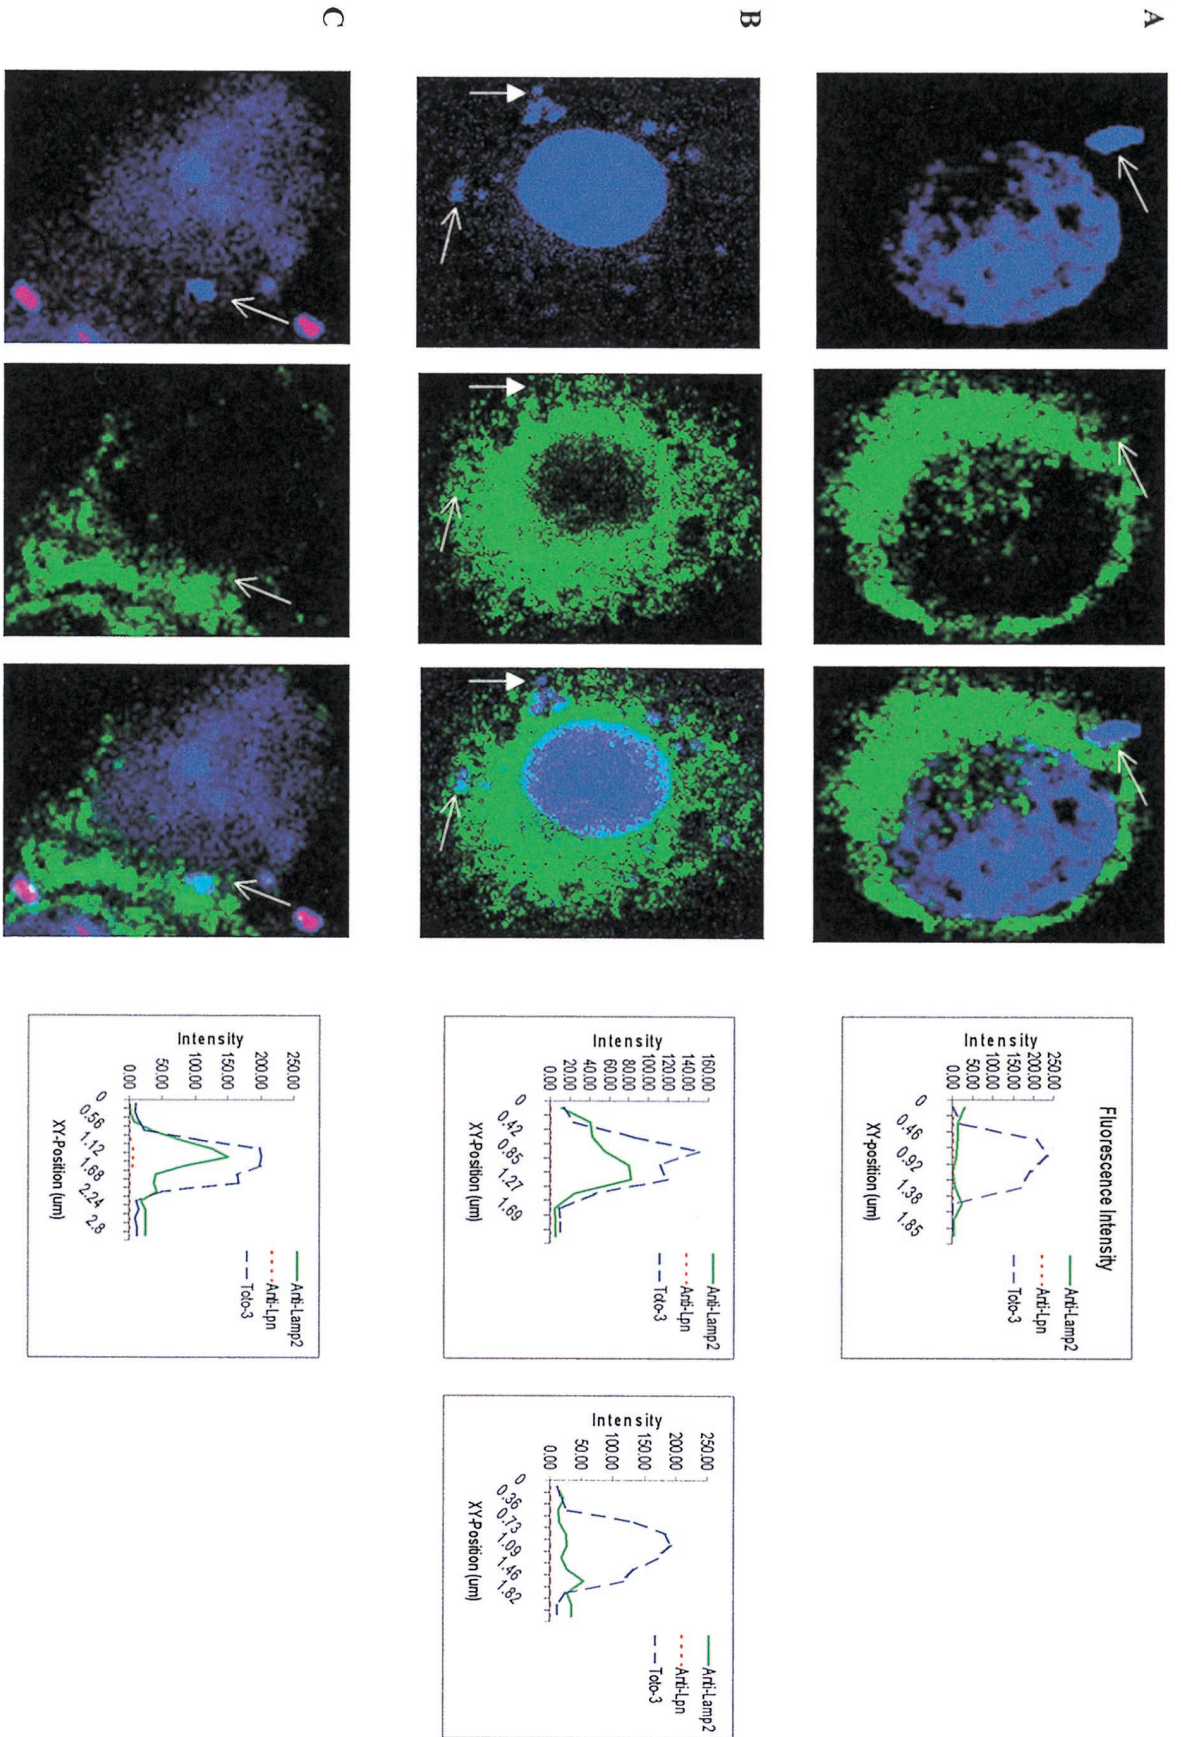 A
Fluorescence Intensity
Intensity
250.00
200.00
150.00
100.00
50.00
0.00
0
0.46
0.92
1.38
1.85
XY-position (um)
Anti-Lamp2
Anti-Lpn
Toto-3
B
Intensity
160.00
140.00
120.00
100.00
80.00
60.00
40.00
20.00
0.00
0
0.42
0.85
1.27
1.69
XY-Position (um)
Anti-Lamp2
Anti-Lpn
Toto-3
Intensity
250.00
200.00
150.00
100.00
50.00
0.00
0
0.36
0.73
1.09
1.46
1.82
XY-Position (um)
Anti-Lamp2
Anti-Lpn
Toto-3
C
Intensity
250.00
200.00
150.00
100.00
50.00
0.00
0
0.56
1.12
1.68
2.24
2.8
XY-Position (um)
Anti-Lamp2
Anti-Lpn
Toto-3